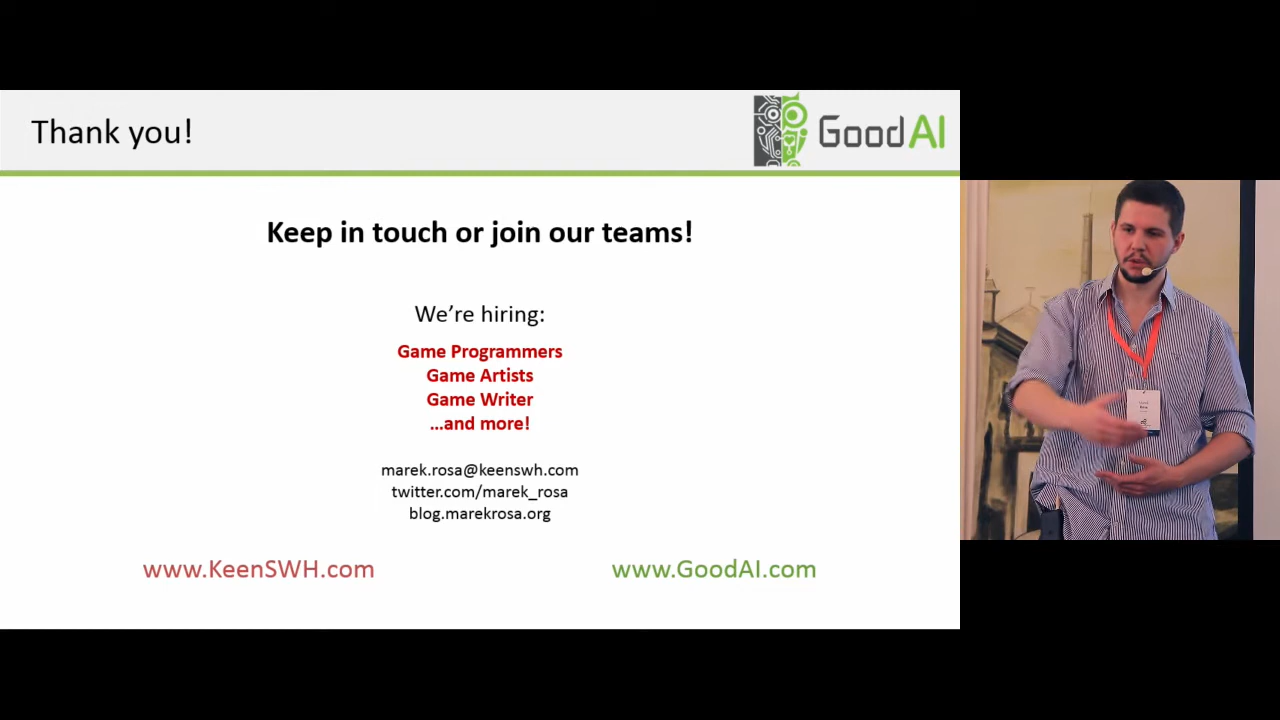 Thank you!
GoodAI
Keep in touch or join our teams!
We're hiring:
Game Programmers
Game Artists
Game Writer
...and more!
marek.rosa@keenswh.com
twitter.com/marek_rosa
blog.marekrosa.org
www.KeenSWH.com
www.GoodAI.com